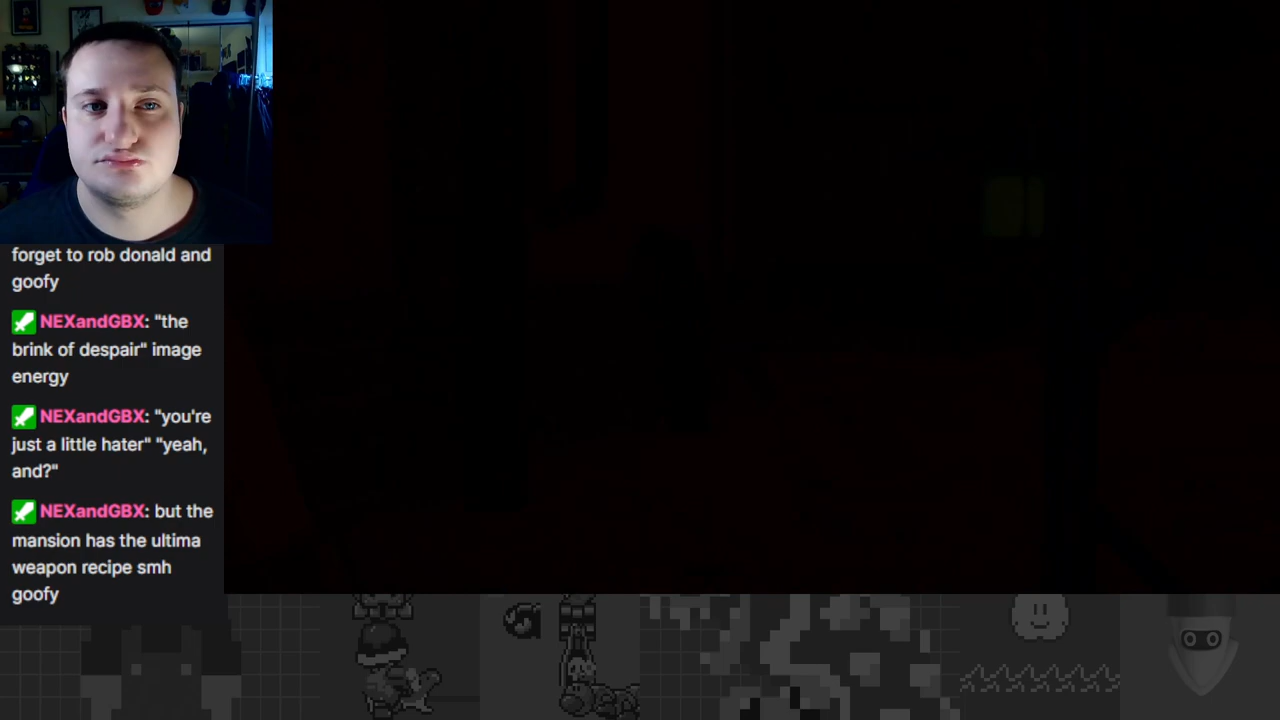 forget to rob donald and
goofy
NEXandGBX: "the
brink of despair" image
energy
NEXandGBX: "you're
just a little hater" "yeah,
and?"
NEXandGBX: but the
mansion has the ultima
weapon recipe smh
goofy